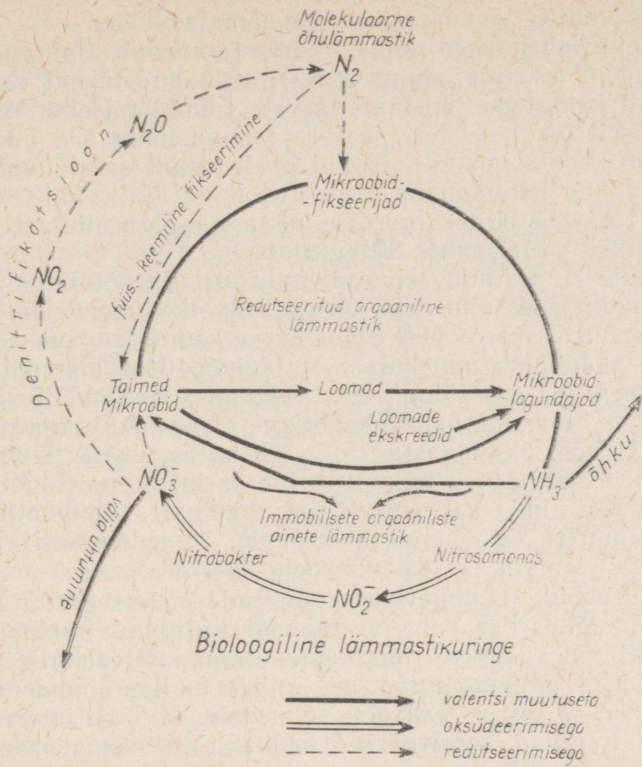 Molekulaarne
õhulämmastik
N₂
N₂O
Denitrifikatsioon
füüs.-keemiline fikseerimine
Mikroobid-
-fikseerijad
NO₂
Redutseeritud orgaaniline
lämmastik
Taimed
Mikroobid
Loomad
Mikroobid-
-lagundajad
Loomade
ekskreedid
õhku
NO₃⁻
NH₃
välja uhtumine
Immobiilsete orgaaniliste
ainete lämmastik
Nitrobakter
Nitrosomonas
NO₂⁻
Bioloogiline lämmastikuringe
valentsi muutuseta
oksüdeerimisega
redutseerimisega